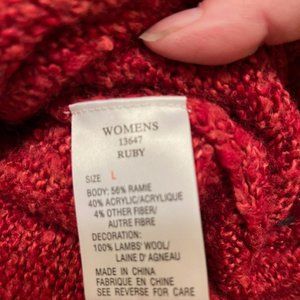 WOMENS
13647
RUBY
SIZE L
BODY: 56% RAMIE
40% ACRYLIC/ACRYLIQUE
4% OTHER FIBER/
AUTRE FIBRE
DECORATION:
100% LAMBS' WOOL/
LAINE D' AGNEAU
MADE IN CHINA
FABRIQUE EN CHINE
SEE REVERSE FOR CARE